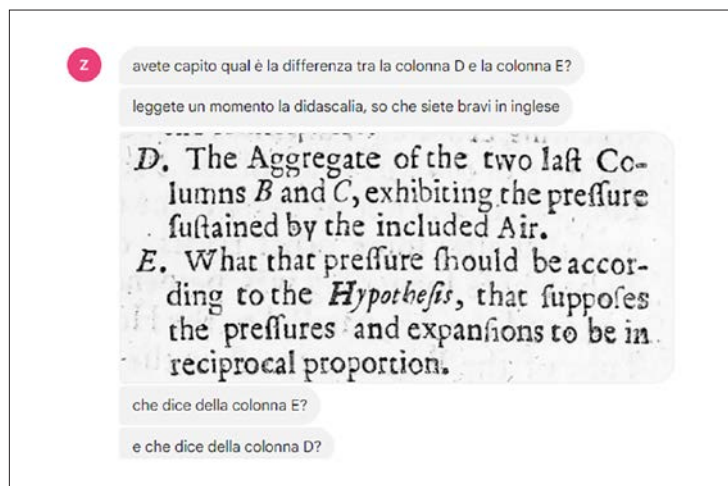 Z
avete capito qual è la differenza tra la colonna D e la colonna E?
leggete un momento la didascalia, so che siete bravi in inglese
D. The Aggregate of the two laſt Co-
lumns B and C, exhibiting the preſſure
ſuſtained by the included Air.
E. What that preſſure ſhould be accor-
ding to the Hypotheſis, that ſuppoſes
the preſſures and expanſions to be in
reciprocal proportion.
che dice della colonna E?
e che dice della colonna D?